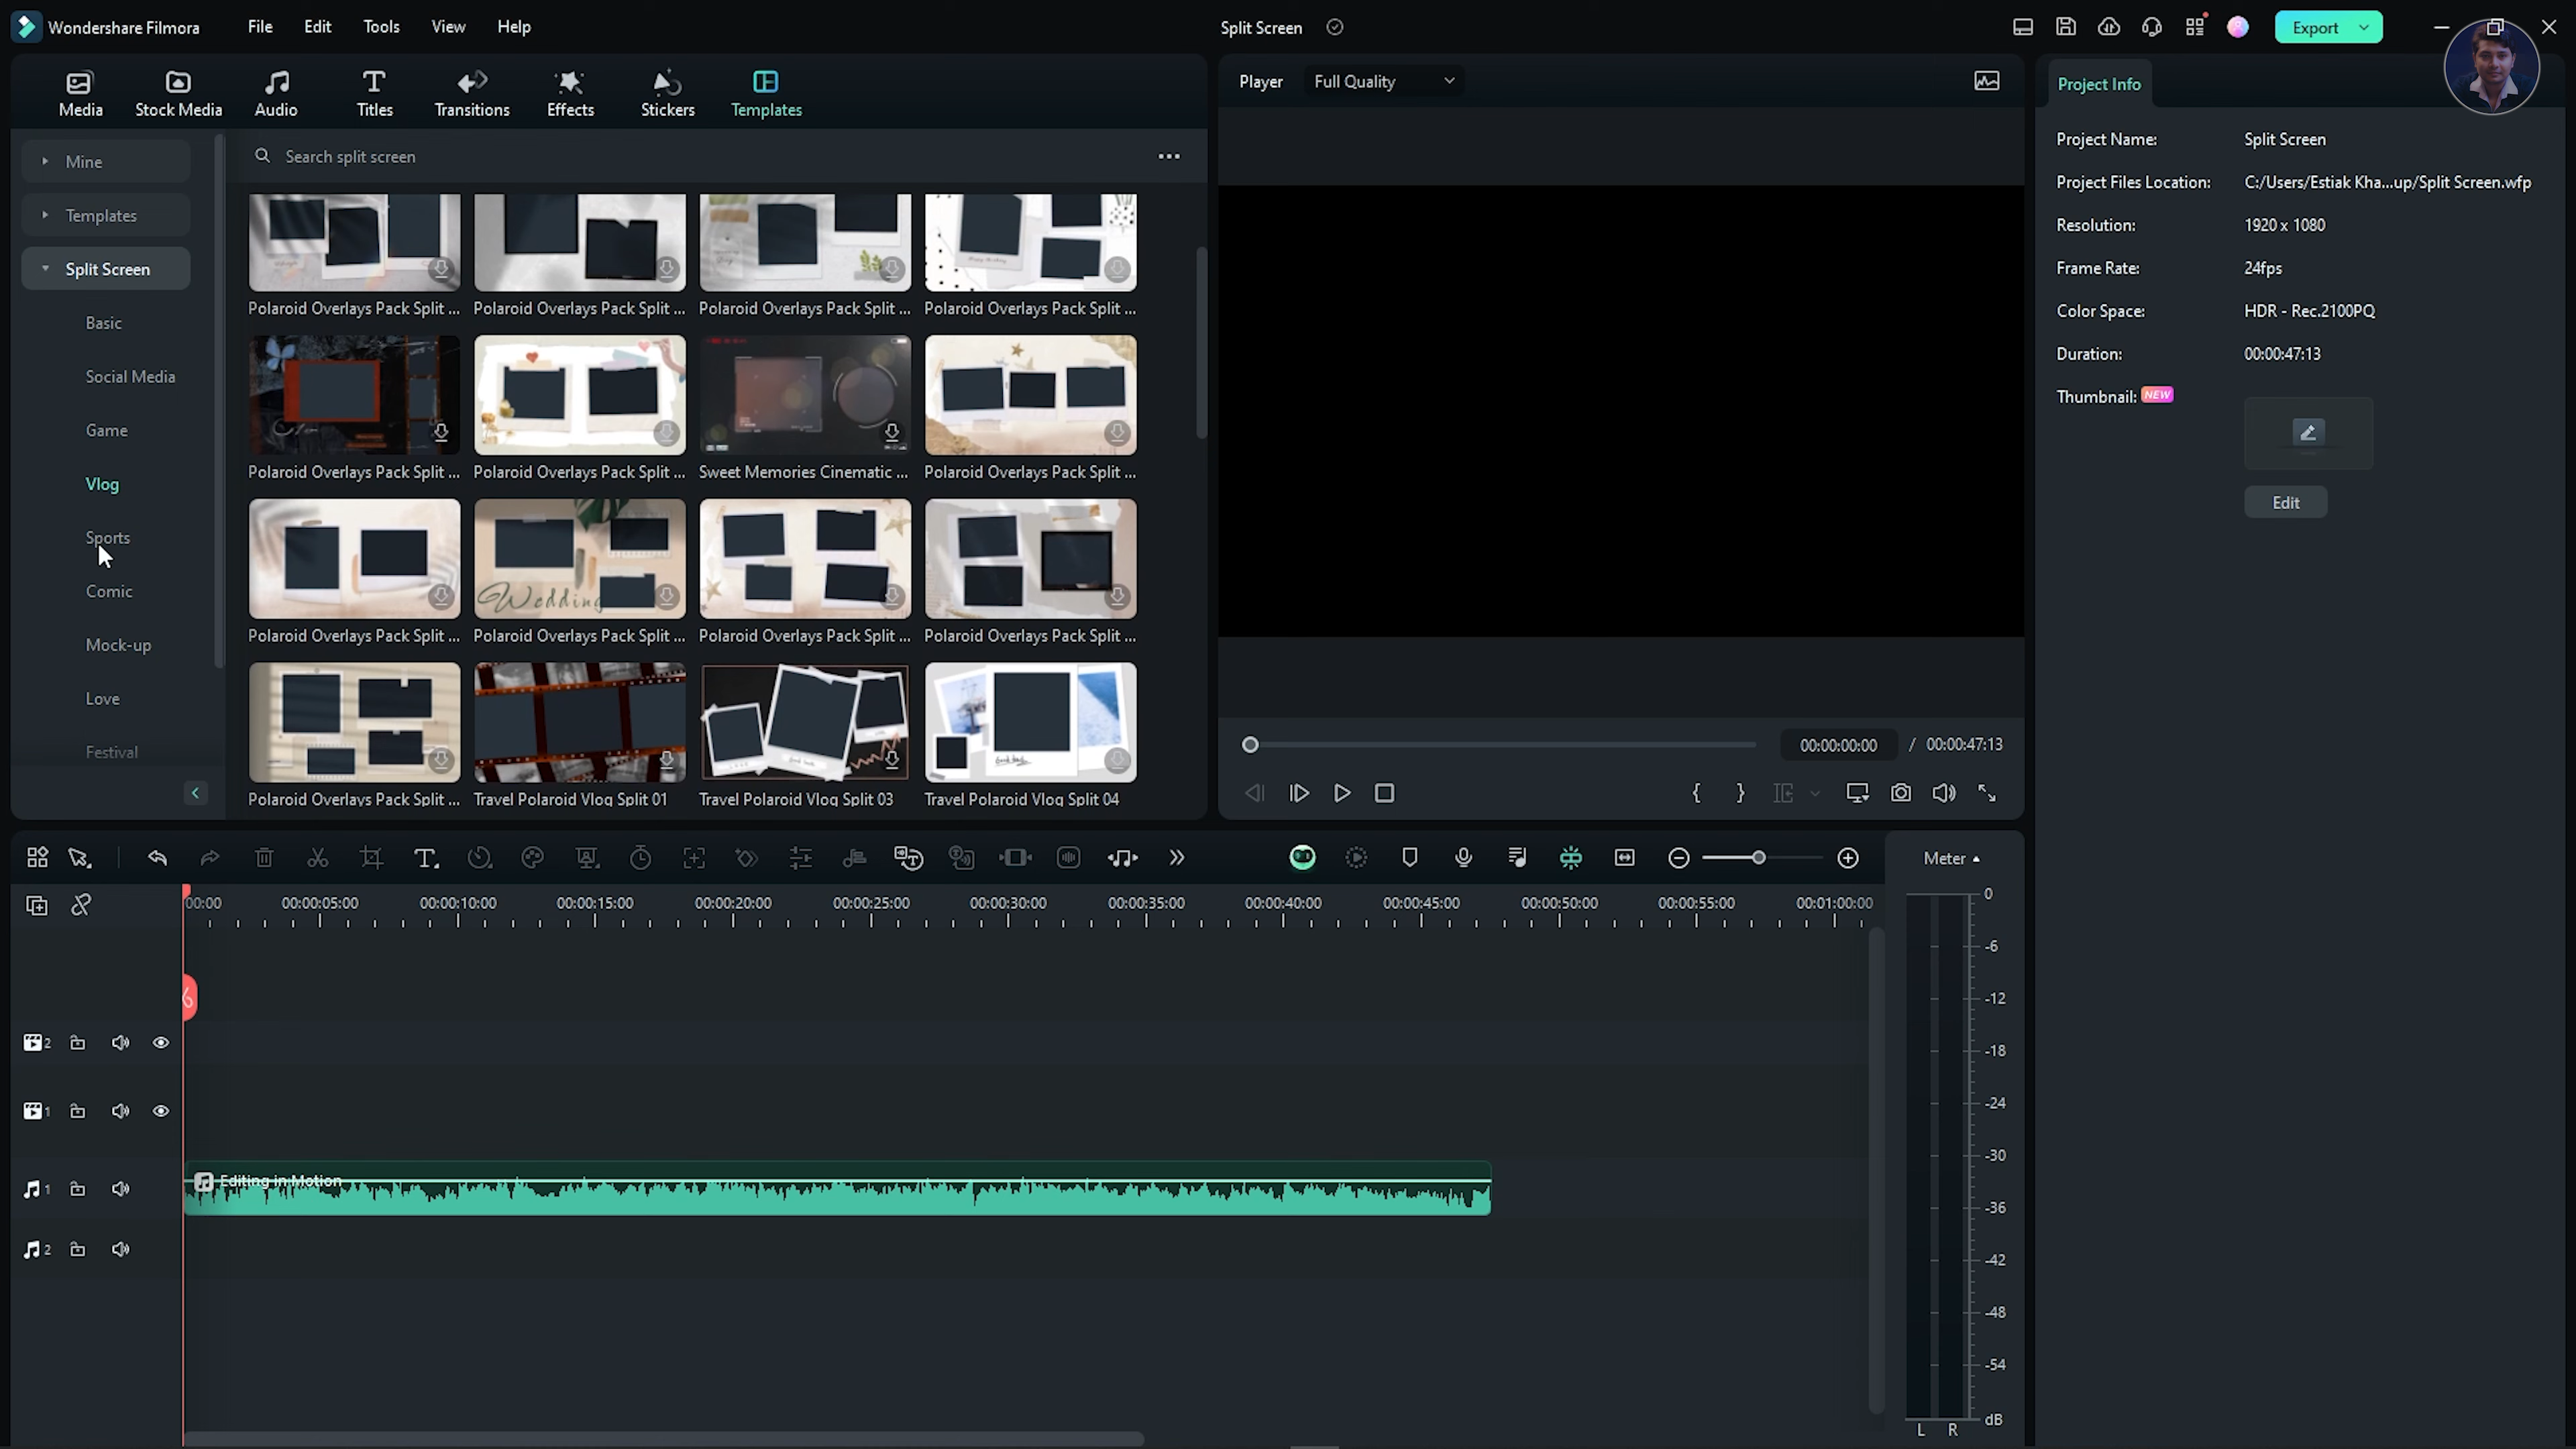 Wondershare Filmora
File
Edit
Tools
View
Help
Split Screen
Export
Media
Stock Media
Audio
Titles
Transitions
Effects
Stickers
Templates
Player
Full Quality
Project Info
Mine
Templates
Split Screen
Basic
Social Media
Game
Vlog
Sports
Comic
Mock-up
Love
Festival
Search split screen
Polaroid Overlays Pack Split ...
Polaroid Overlays Pack Split ...
Polaroid Overlays Pack Split ...
Polaroid Overlays Pack Split ...
Polaroid Overlays Pack Split ...
Polaroid Overlays Pack Split ...
Sweet Memories Cinematic ...
Polaroid Overlays Pack Split ...
Wedding
Polaroid Overlays Pack Split ...
Polaroid Overlays Pack Split ...
Polaroid Overlays Pack Split ...
Polaroid Overlays Pack Split ...
Polaroid Overlays Pack Split ...
Travel Polaroid Vlog Split 01
Travel Polaroid Vlog Split 03
Travel Polaroid Vlog Split 04
00:00:00:00 / 00:00:47:13
Project Name: Split Screen
Project Files Location: C:/Users/Estiak Kha...up/Split Screen.wfp
Resolution: 1920 x 1080
Frame Rate: 24fps
Color Space: HDR - Rec.2100PQ
Duration: 00:00:47:13
Thumbnail: NEW
Edit
Meter
00:00 00:00:05:00 00:00:10:00 00:00:15:00 00:00:20:00 00:00:25:00 00:00:30:00 00:00:35:00 00:00:40:00 00:00:45:00 00:00:50:00 00:00:55:00 00:01:00:00
2
1
1
Editing in Motion
2
0
-6
-12
-18
-24
-30
-36
-42
-48
-54
dB
L R